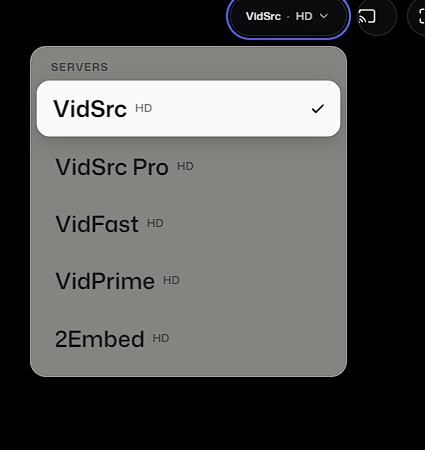 VidSrc · HD
SERVERS
VidSrc HD
VidSrc Pro HD
VidFast HD
VidPrime HD
2Embed HD